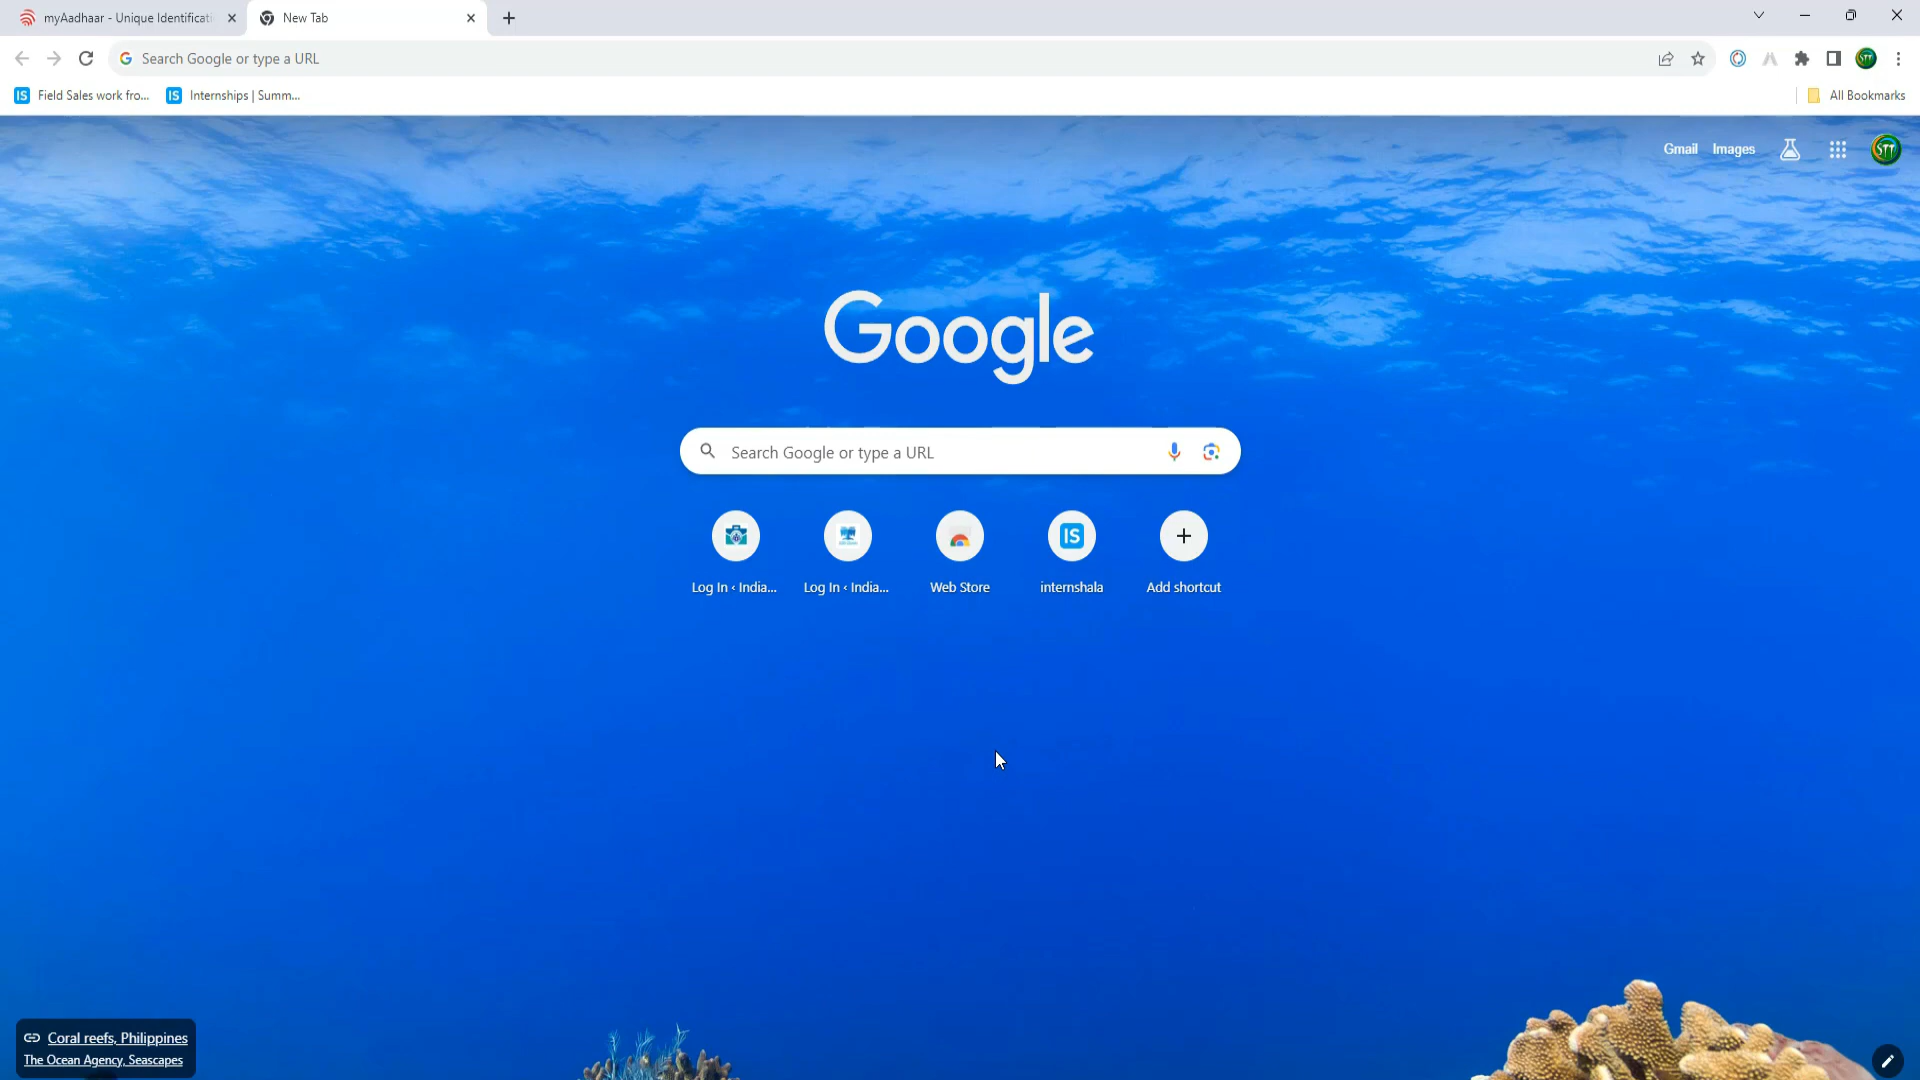 myAadhaar - Unique Identificati
New Tab
Search Google or type a URL
Field Sales work fro...
Internships | Summ...
All Bookmarks
Gmail
Images
STT
Google
Search Google or type a URL
Log In ‹ India...
Log In ‹ India...
Web Store
IS
internshala
Add shortcut
Coral reefs, Philippines
The Ocean Agency, Seascapes